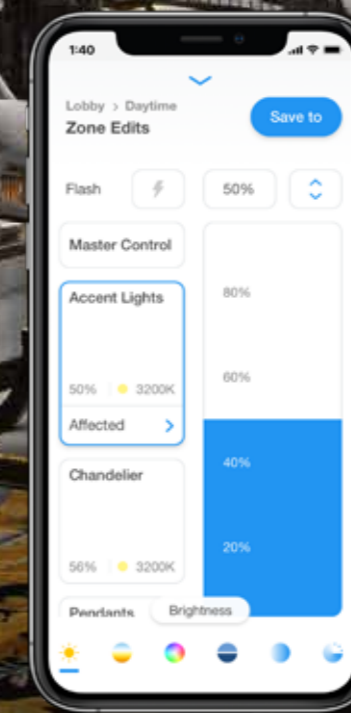 1:40
Lobby > Daytime
Zone Edits
Save to
Flash
50%
Master Control
Accent Lights
50%
3200K
Affected >
Chandelier
56%
3200K
Pendants
80%
60%
40%
20%
Brightness